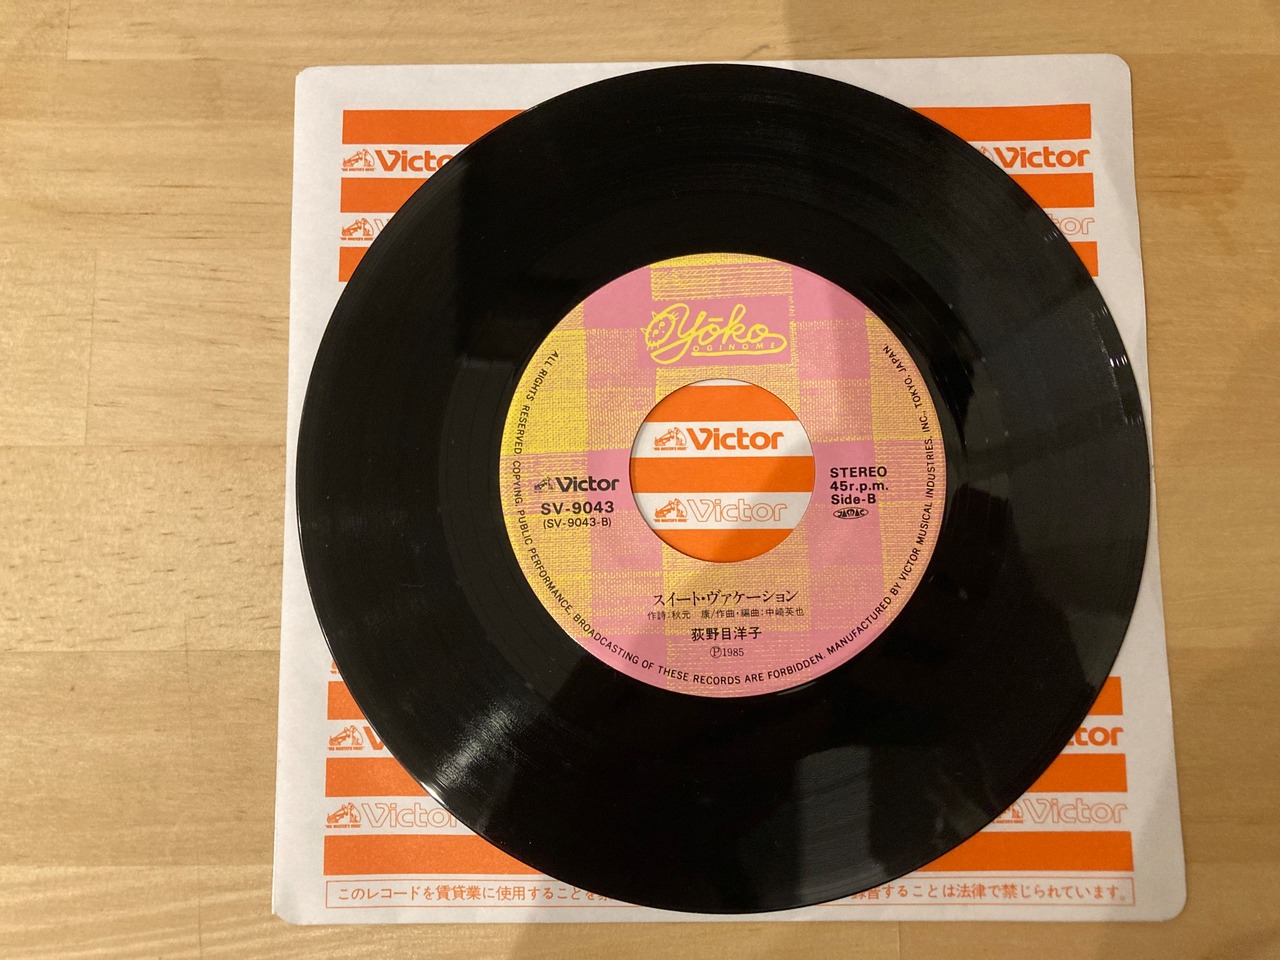 Victor
Victor
Yōko
OGINOME
ALL RIGHTS RESERVED. COPYING, PUBLIC PERFORMANCE, BROADCASTING OF THESE RECORDS ARE FORBIDDEN. MANUFACTURED BY VICTOR MUSICAL INDUSTRIES, INC., TOKYO, JAPAN
Victor
Victor
SV-9043
(SV-9043-B)
STEREO
45r.p.m.
Side-B
JASRAC
Victor
スイート・ヴァケーション
作詩:秋元 康/作曲・編曲:中崎英也
荻野目洋子
Ⓟ1985
Victor
Victor
このレコードを賃貸業に使用することを
することは法律で禁じられています。